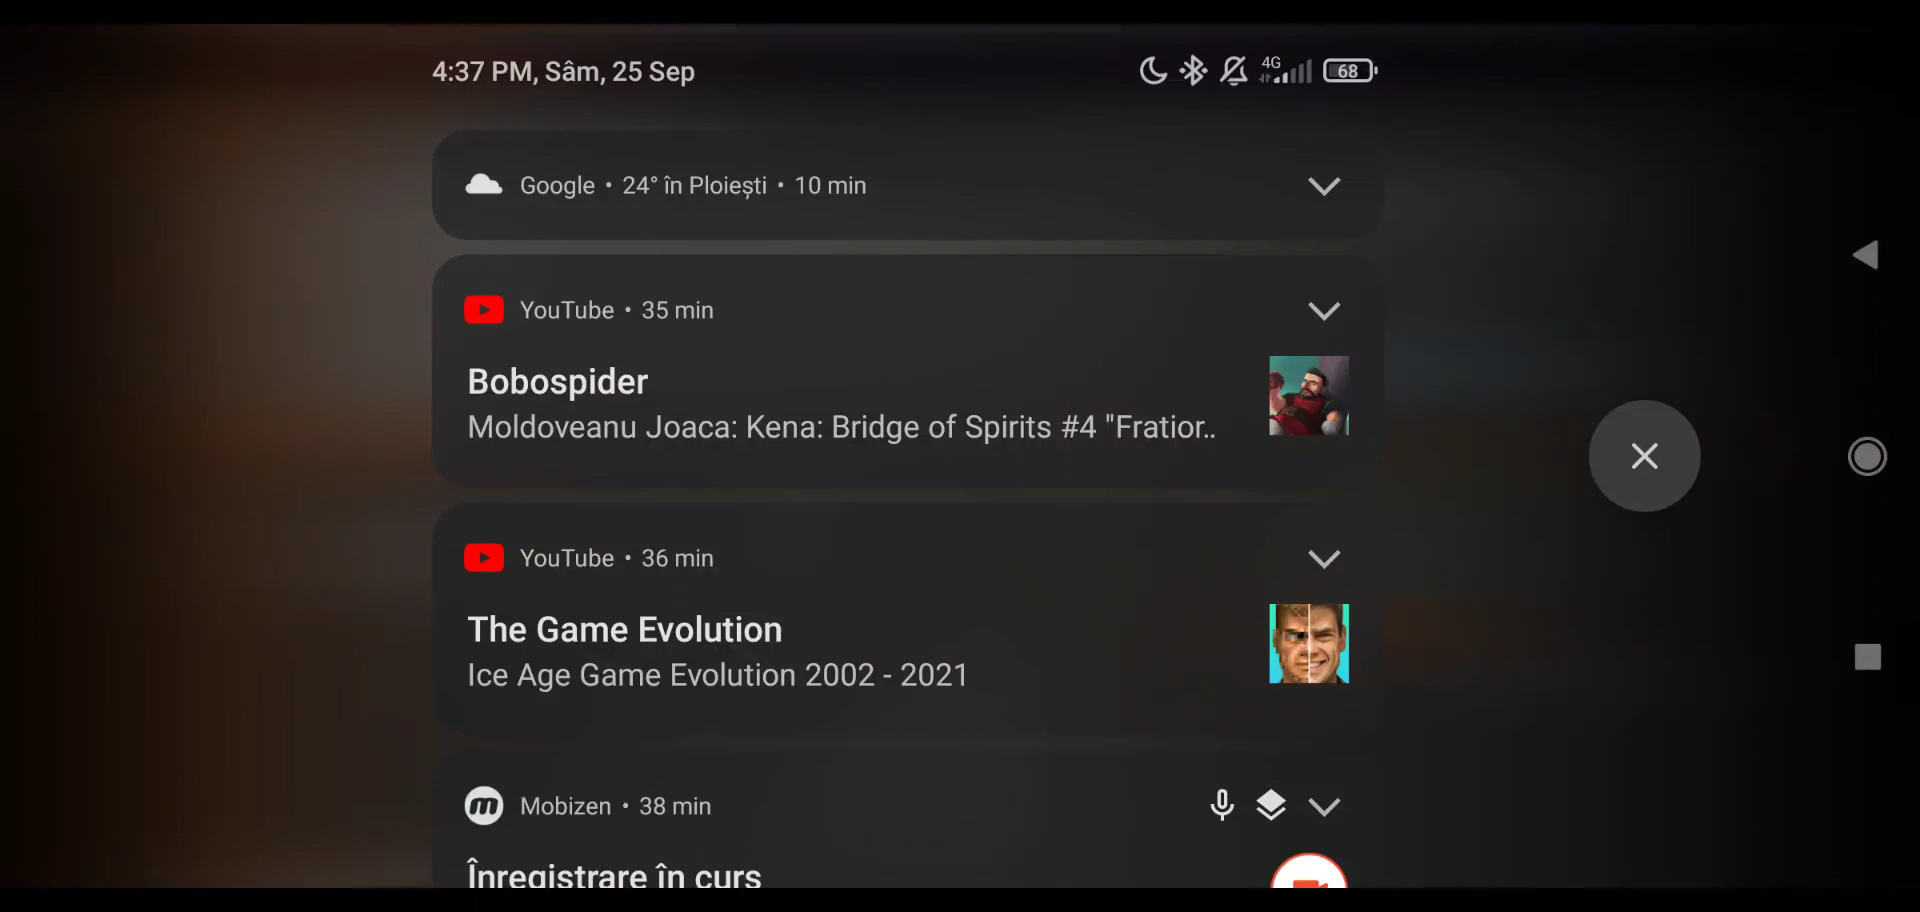 4:37 PM, Sâm, 25 Sep
4G
68
Google • 24° în Ploiești • 10 min
YouTube • 35 min
Bobospider
Moldoveanu Joaca: Kena: Bridge of Spirits #4 "Fratior..
YouTube • 36 min
The Game Evolution
Ice Age Game Evolution 2002 - 2021
Mobizen • 38 min
Înregistrare în curs